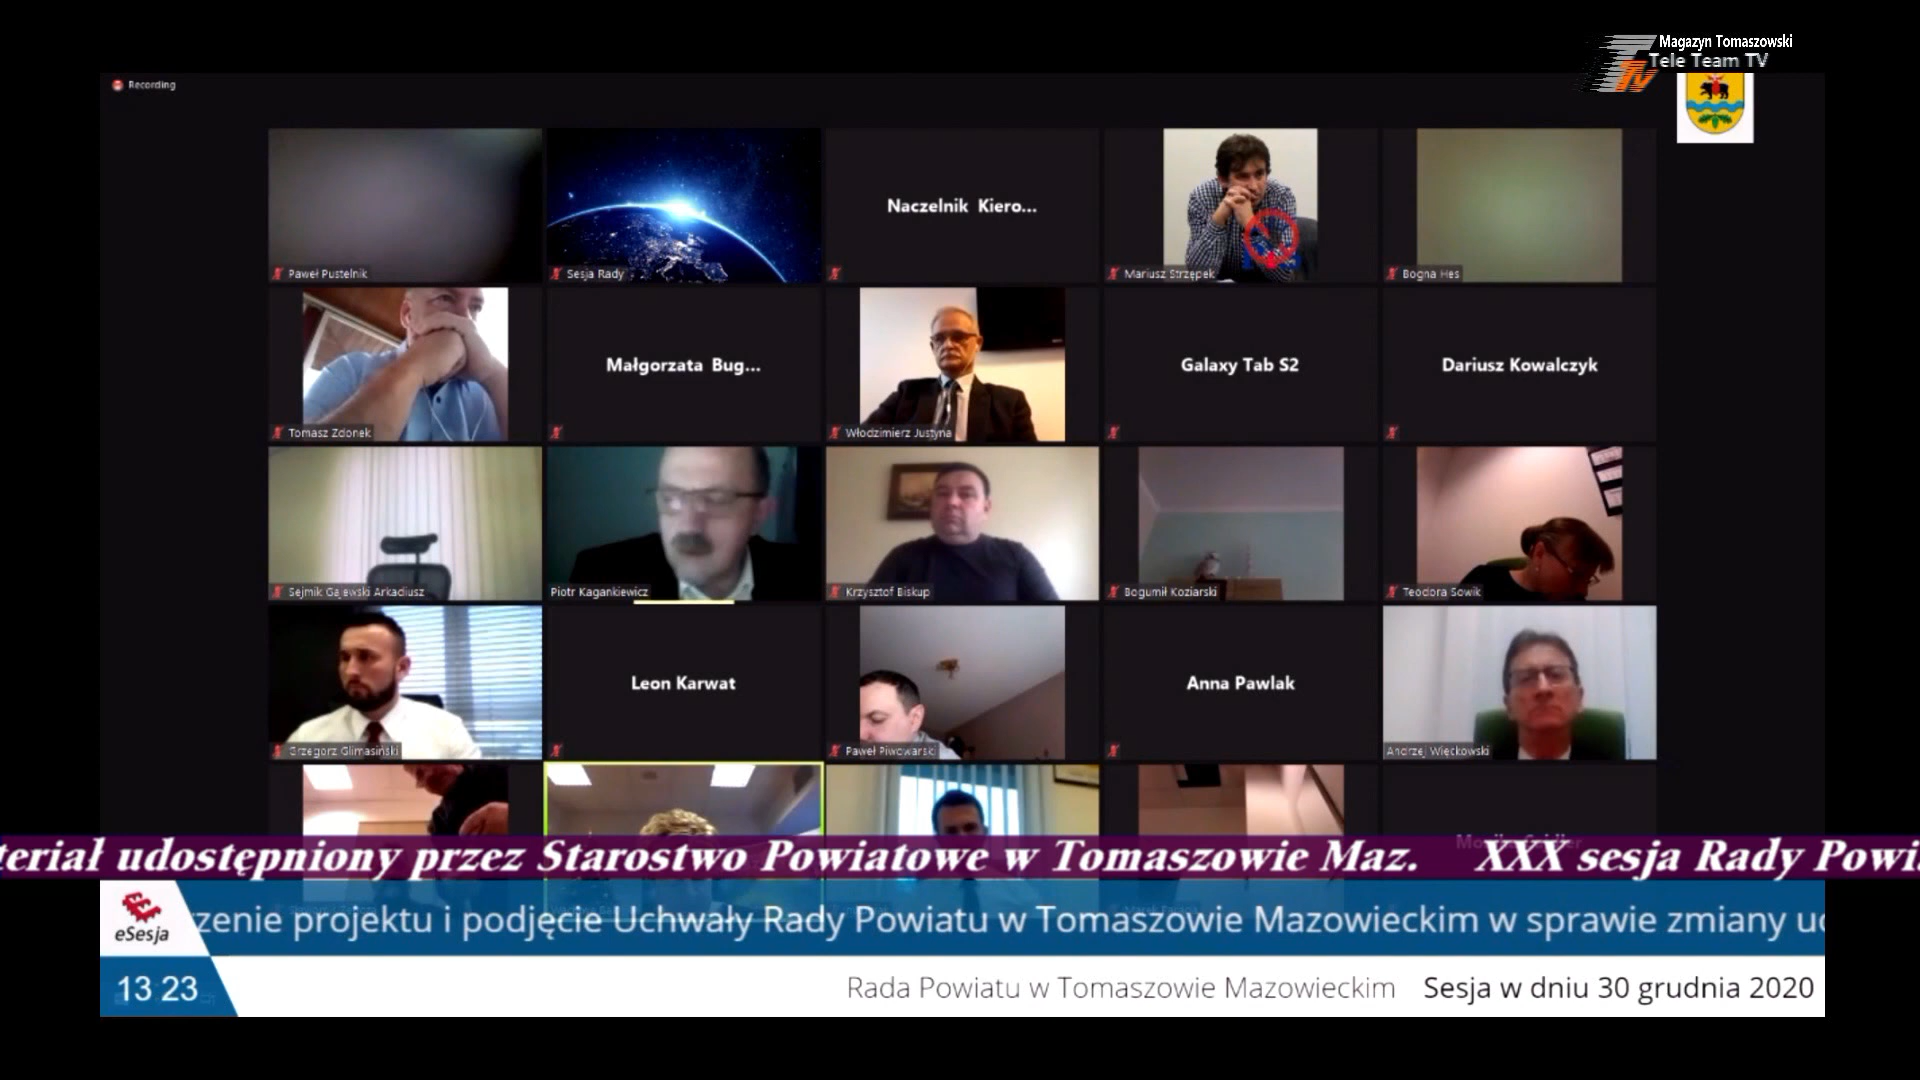 Magazyn Tomaszowski
Tele Team TV
Recording
Naczelnik Kiero...
Paweł Pustelnik
Sesja Rady
Mariusz Strzępek
Bogna Hes
Małgorzata Bug...
Galaxy Tab S2
Dariusz Kowalczyk
Tomasz Zdonek
Włodzimierz Justyna
Sejmik Gajewski Arkadiusz
Piotr Kagankiewicz
Krzysztof Biskup
Bogumił Koziarski
Teodora Sowik
Leon Karwat
Anna Pawlak
Grzegorz Glimasiński
Paweł Piwowarski
Andrzej Więckowski
teriał udostępniony przez Starostwo Powiatowe w Tomaszowie Maz. XXX sesja Rady Powi
eSesja
zenie projektu i podjęcie Uchwały Rady Powiatu w Tomaszowie Mazowieckim w sprawie zmiany uc
13 23
Rada Powiatu w Tomaszowie Mazowieckim Sesja w dniu 30 grudnia 2020